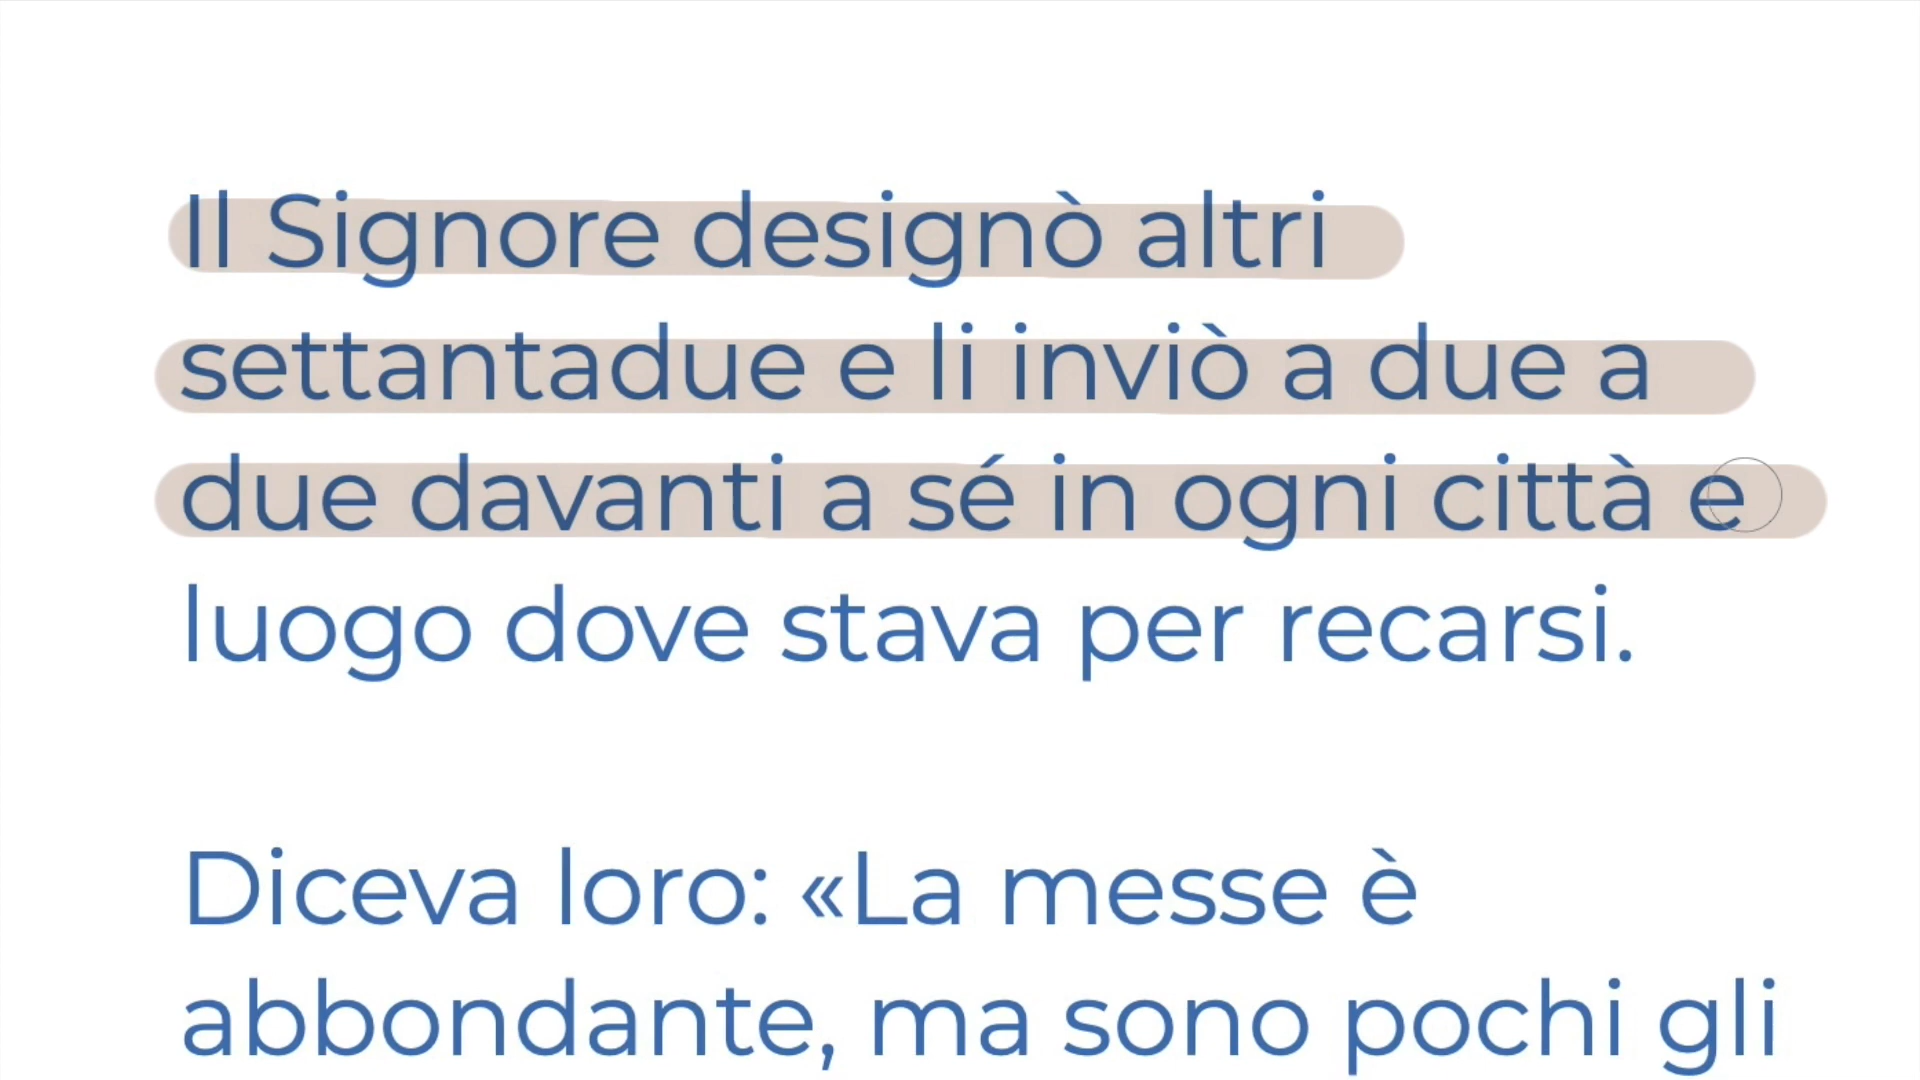 Il Signore designò altri
settantadue e li inviò a due a
due davanti a sé in ogni città e
luogo dove stava per recarsi.
Diceva loro: «La messe è
abbondante, ma sono pochi gli